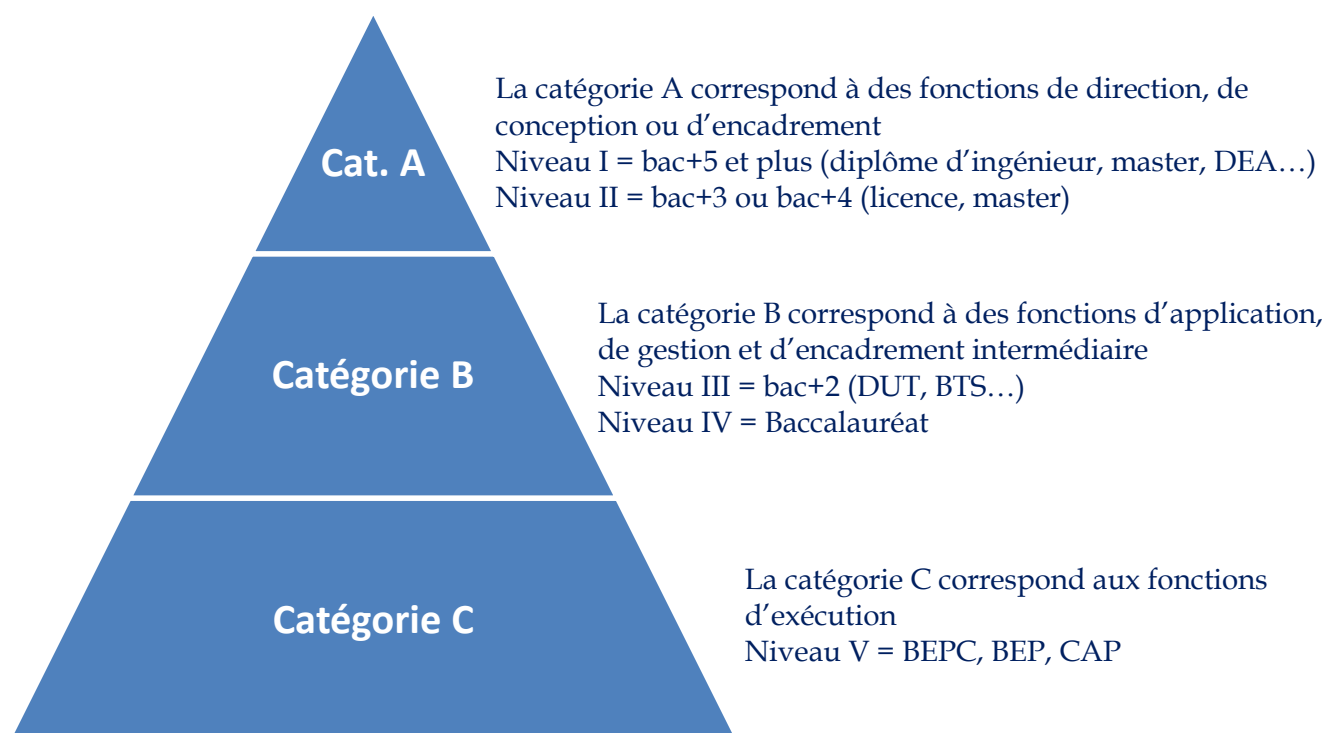 Cat. A
La catégorie A correspond à des fonctions de direction, de
conception ou d’encadrement
Niveau I = bac+5 et plus (diplôme d’ingénieur, master, DEA…)
Niveau II = bac+3 ou bac+4 (licence, master)
Catégorie B
La catégorie B correspond à des fonctions d’application,
de gestion et d’encadrement intermédiaire
Niveau III = bac+2 (DUT, BTS…)
Niveau IV = Baccalauréat
Catégorie C
La catégorie C correspond aux fonctions
d’exécution
Niveau V = BEPC, BEP, CAP